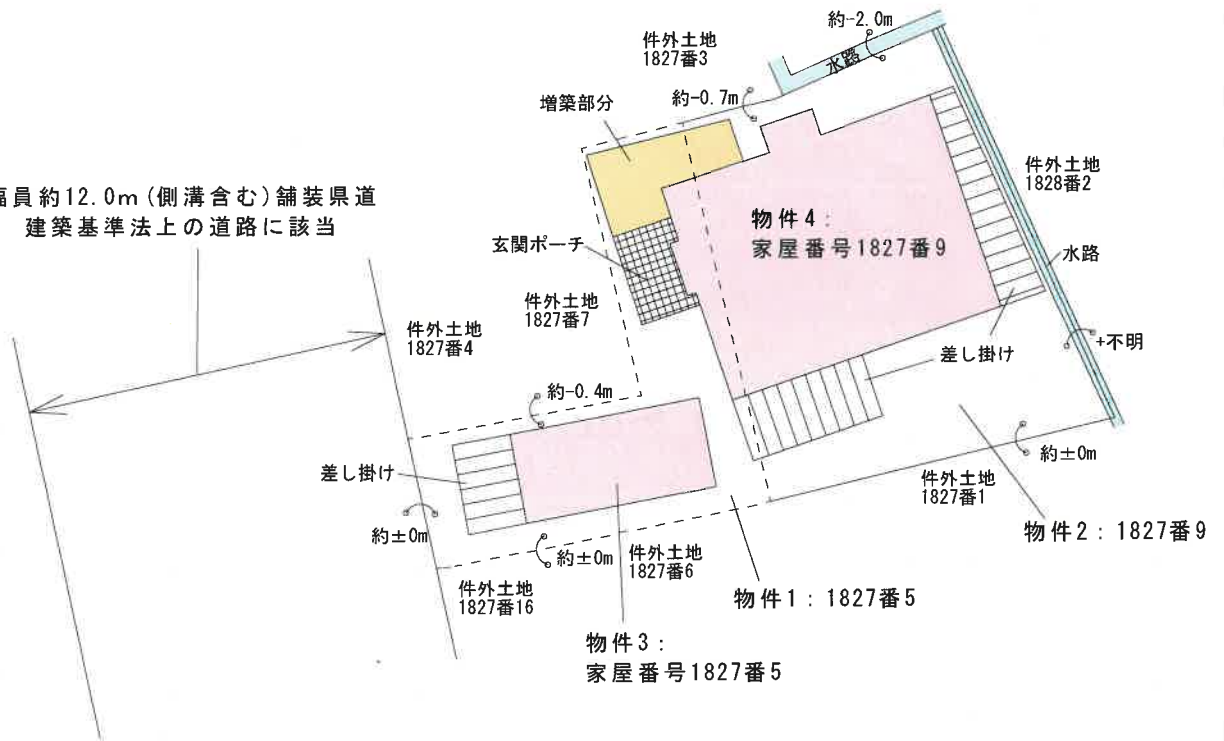 約-2.0m
件外土地
1827番3
水路
増築部分
約-0.7m
件外土地
1828番2
幅員約12.0m(側溝含む)舗装県道
建築基準法上の道路に該当
物件4:
家屋番号1827番9
玄関ポーチ
水路
件外土地
1827番7
件外土地
1827番4
+不明
差し掛け
約-0.4m
約±0m
差し掛け
件外土地
1827番1
物件2:1827番9
約±0m
約±0m
件外土地
1827番6
件外土地
1827番16
物件1:1827番5
物件3:
家屋番号1827番5